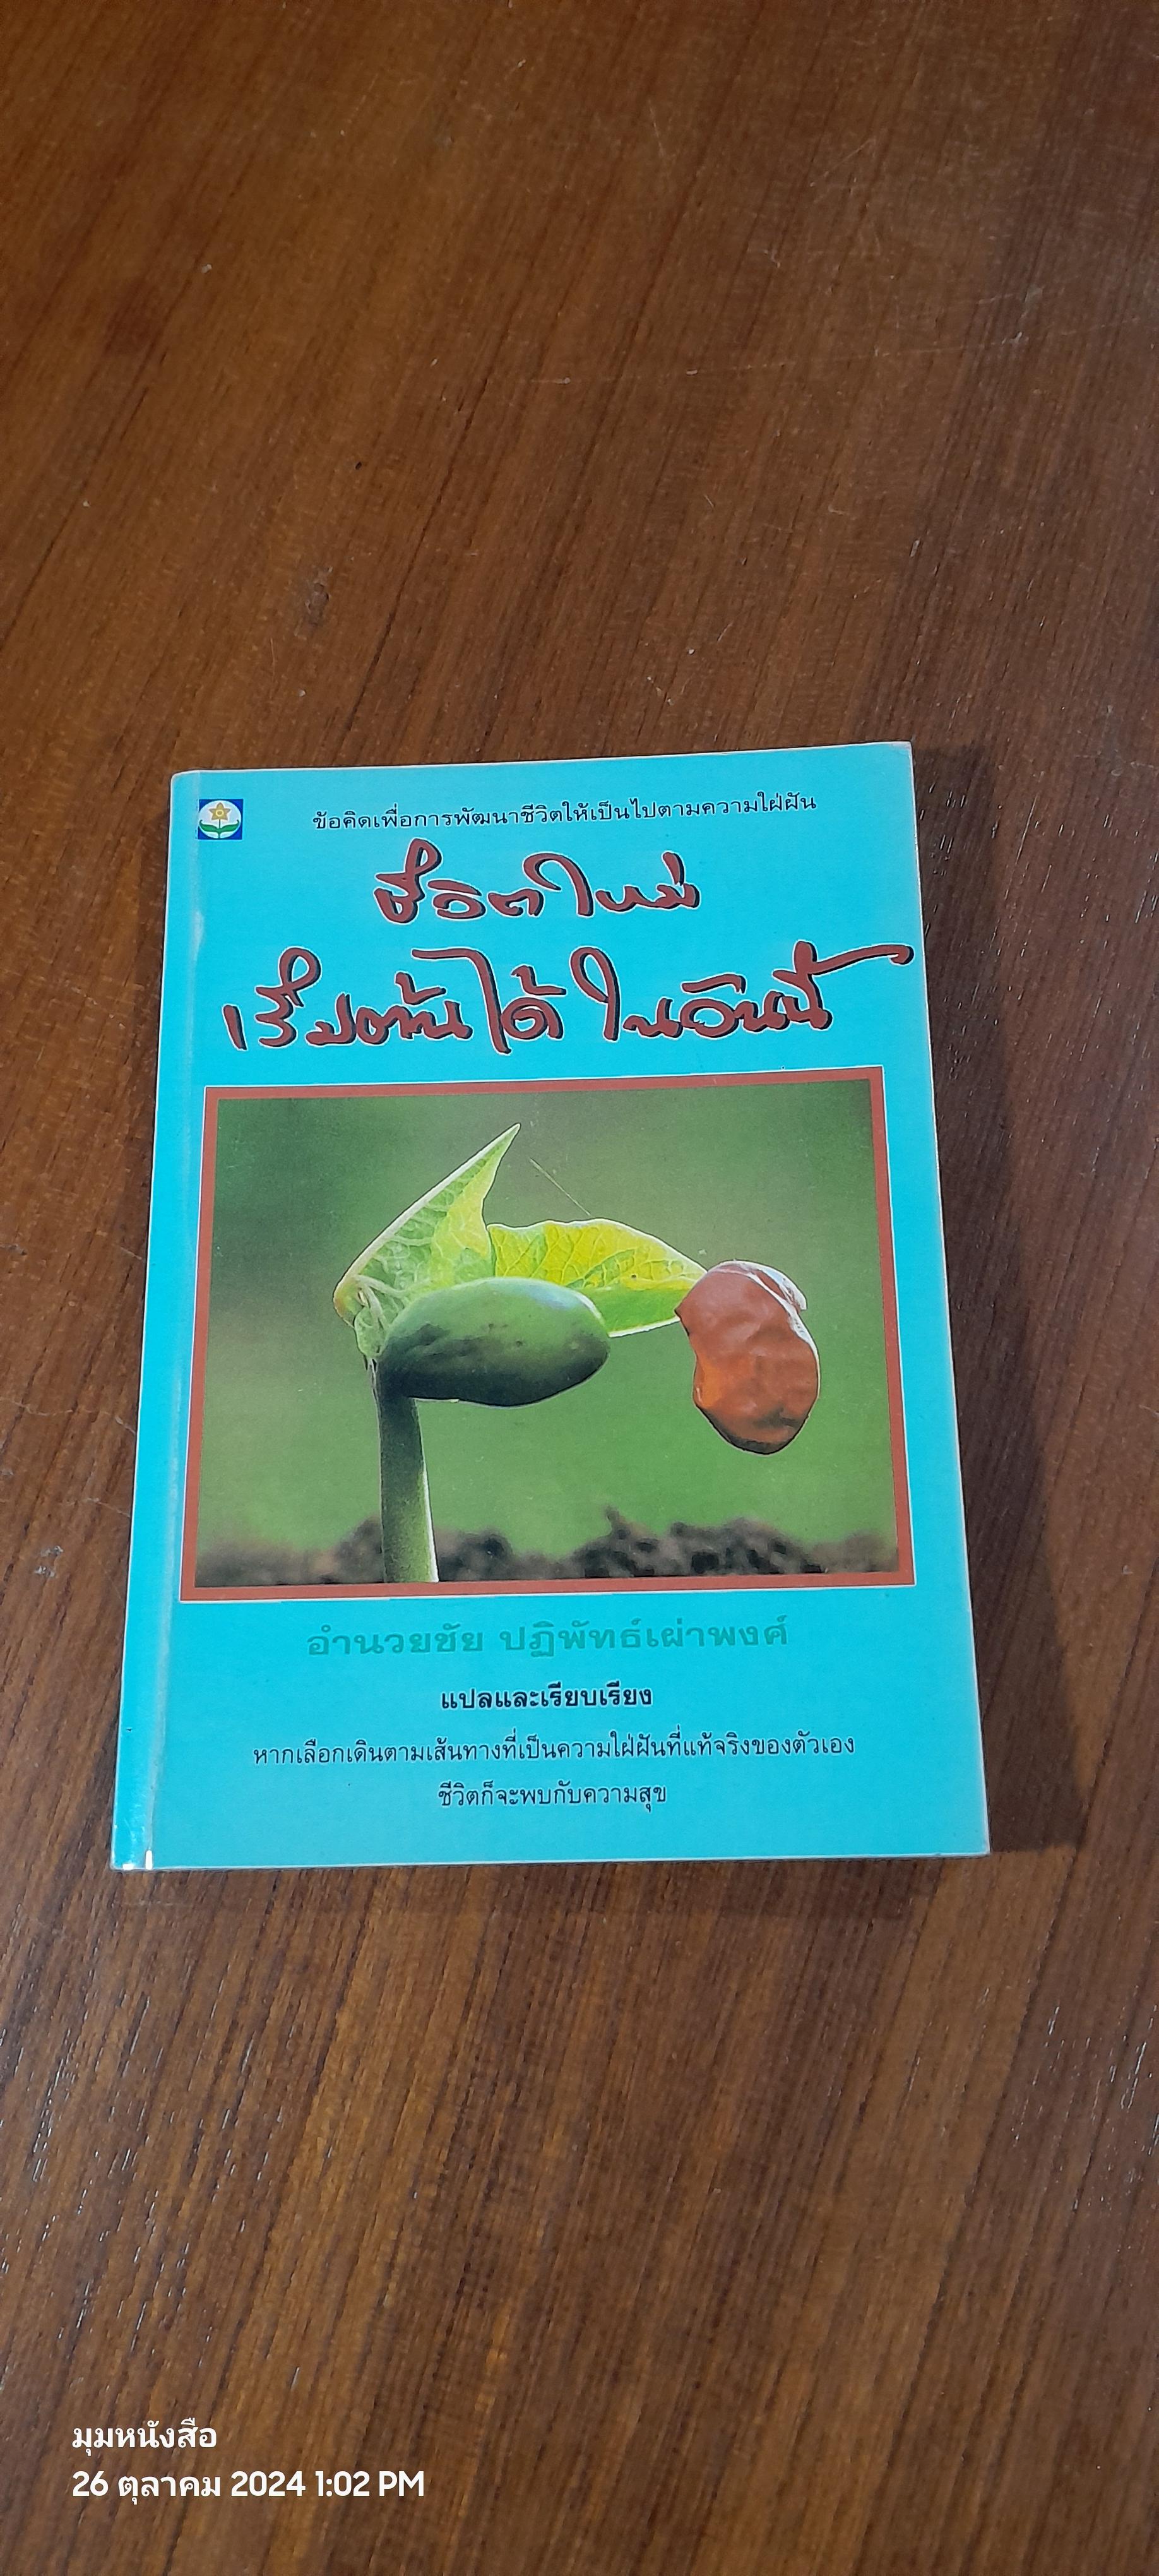 ข้อคิดเพื่อการพัฒนาชีวิตให้เป็นไปตามความใฝ่ฝัน
ชีวิตใหม่
เริ่มต้นได้ ในวันนี้
อำนวยชัย ปฏิพัทธ์เผ่าพงศ์
แปลและเรียบเรียง
หากเลือกเดินตามเส้นทางที่เป็นความใฝ่ฝันที่แท้จริงของตัวเอง
ชีวิตก็จะพบกับความสุข
มุมหนังสือ
26 ตุลาคม 2024 1:02 PM